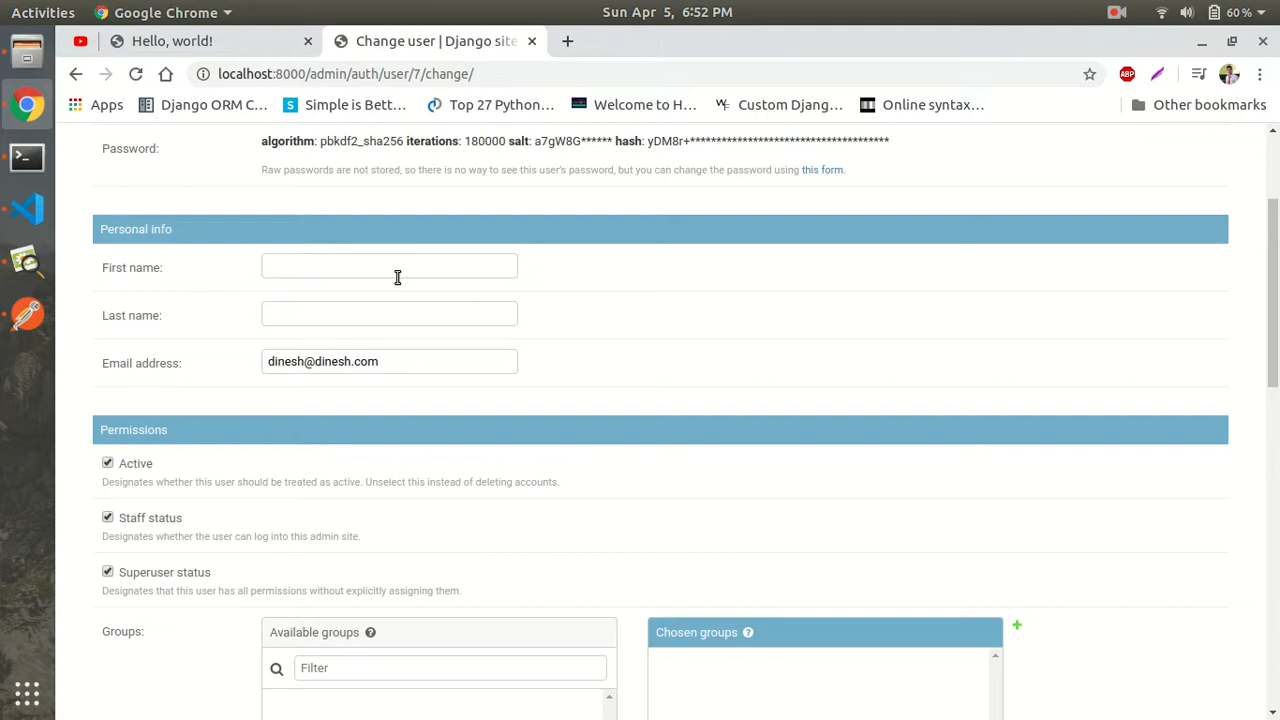 Activities Google Chrome Sun Apr 5, 6:52 PM 60 %
Hello, world! Change user | Django site
localhost:8000/admin/auth/user/7/change/ ABP
Apps Django ORM C... S Simple is Bett... Top 27 Python... Welcome to H... Custom Djang... Online syntax... Other bookmarks
Password: algorithm: pbkdf2_sha256 iterations: 180000 salt: a7gW8G****** hash: yDM8r+**************************************
Raw passwords are not stored, so there is no way to see this user's password, but you can change the password using this form.
Personal info
First name:
Last name:
Email address: dinesh@dinesh.com
Permissions
Active
Designates whether this user should be treated as active. Unselect this instead of deleting accounts.
Staff status
Designates whether the user can log into this admin site.
Superuser status
Designates that this user has all permissions without explicitly assigning them.
Groups: Available groups Chosen groups
Filter